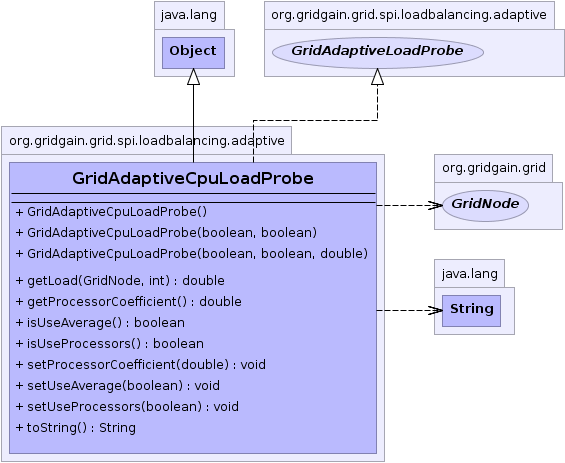 java.lang
Object
org.gridgain.grid.spi.loadbalancing.adaptive
GridAdaptiveLoadProbe
org.gridgain.grid.spi.loadbalancing.adaptive
GridAdaptiveCpuLoadProbe
+ GridAdaptiveCpuLoadProbe()
+ GridAdaptiveCpuLoadProbe(boolean, boolean)
+ GridAdaptiveCpuLoadProbe(boolean, boolean, double)
+ getLoad(GridNode, int) : double
+ getProcessorCoefficient() : double
+ isUseAverage() : boolean
+ isUseProcessors() : boolean
+ setProcessorCoefficient(double) : void
+ setUseAverage(boolean) : void
+ setUseProcessors(boolean) : void
+ toString() : String
org.gridgain.grid
GridNode
java.lang
String